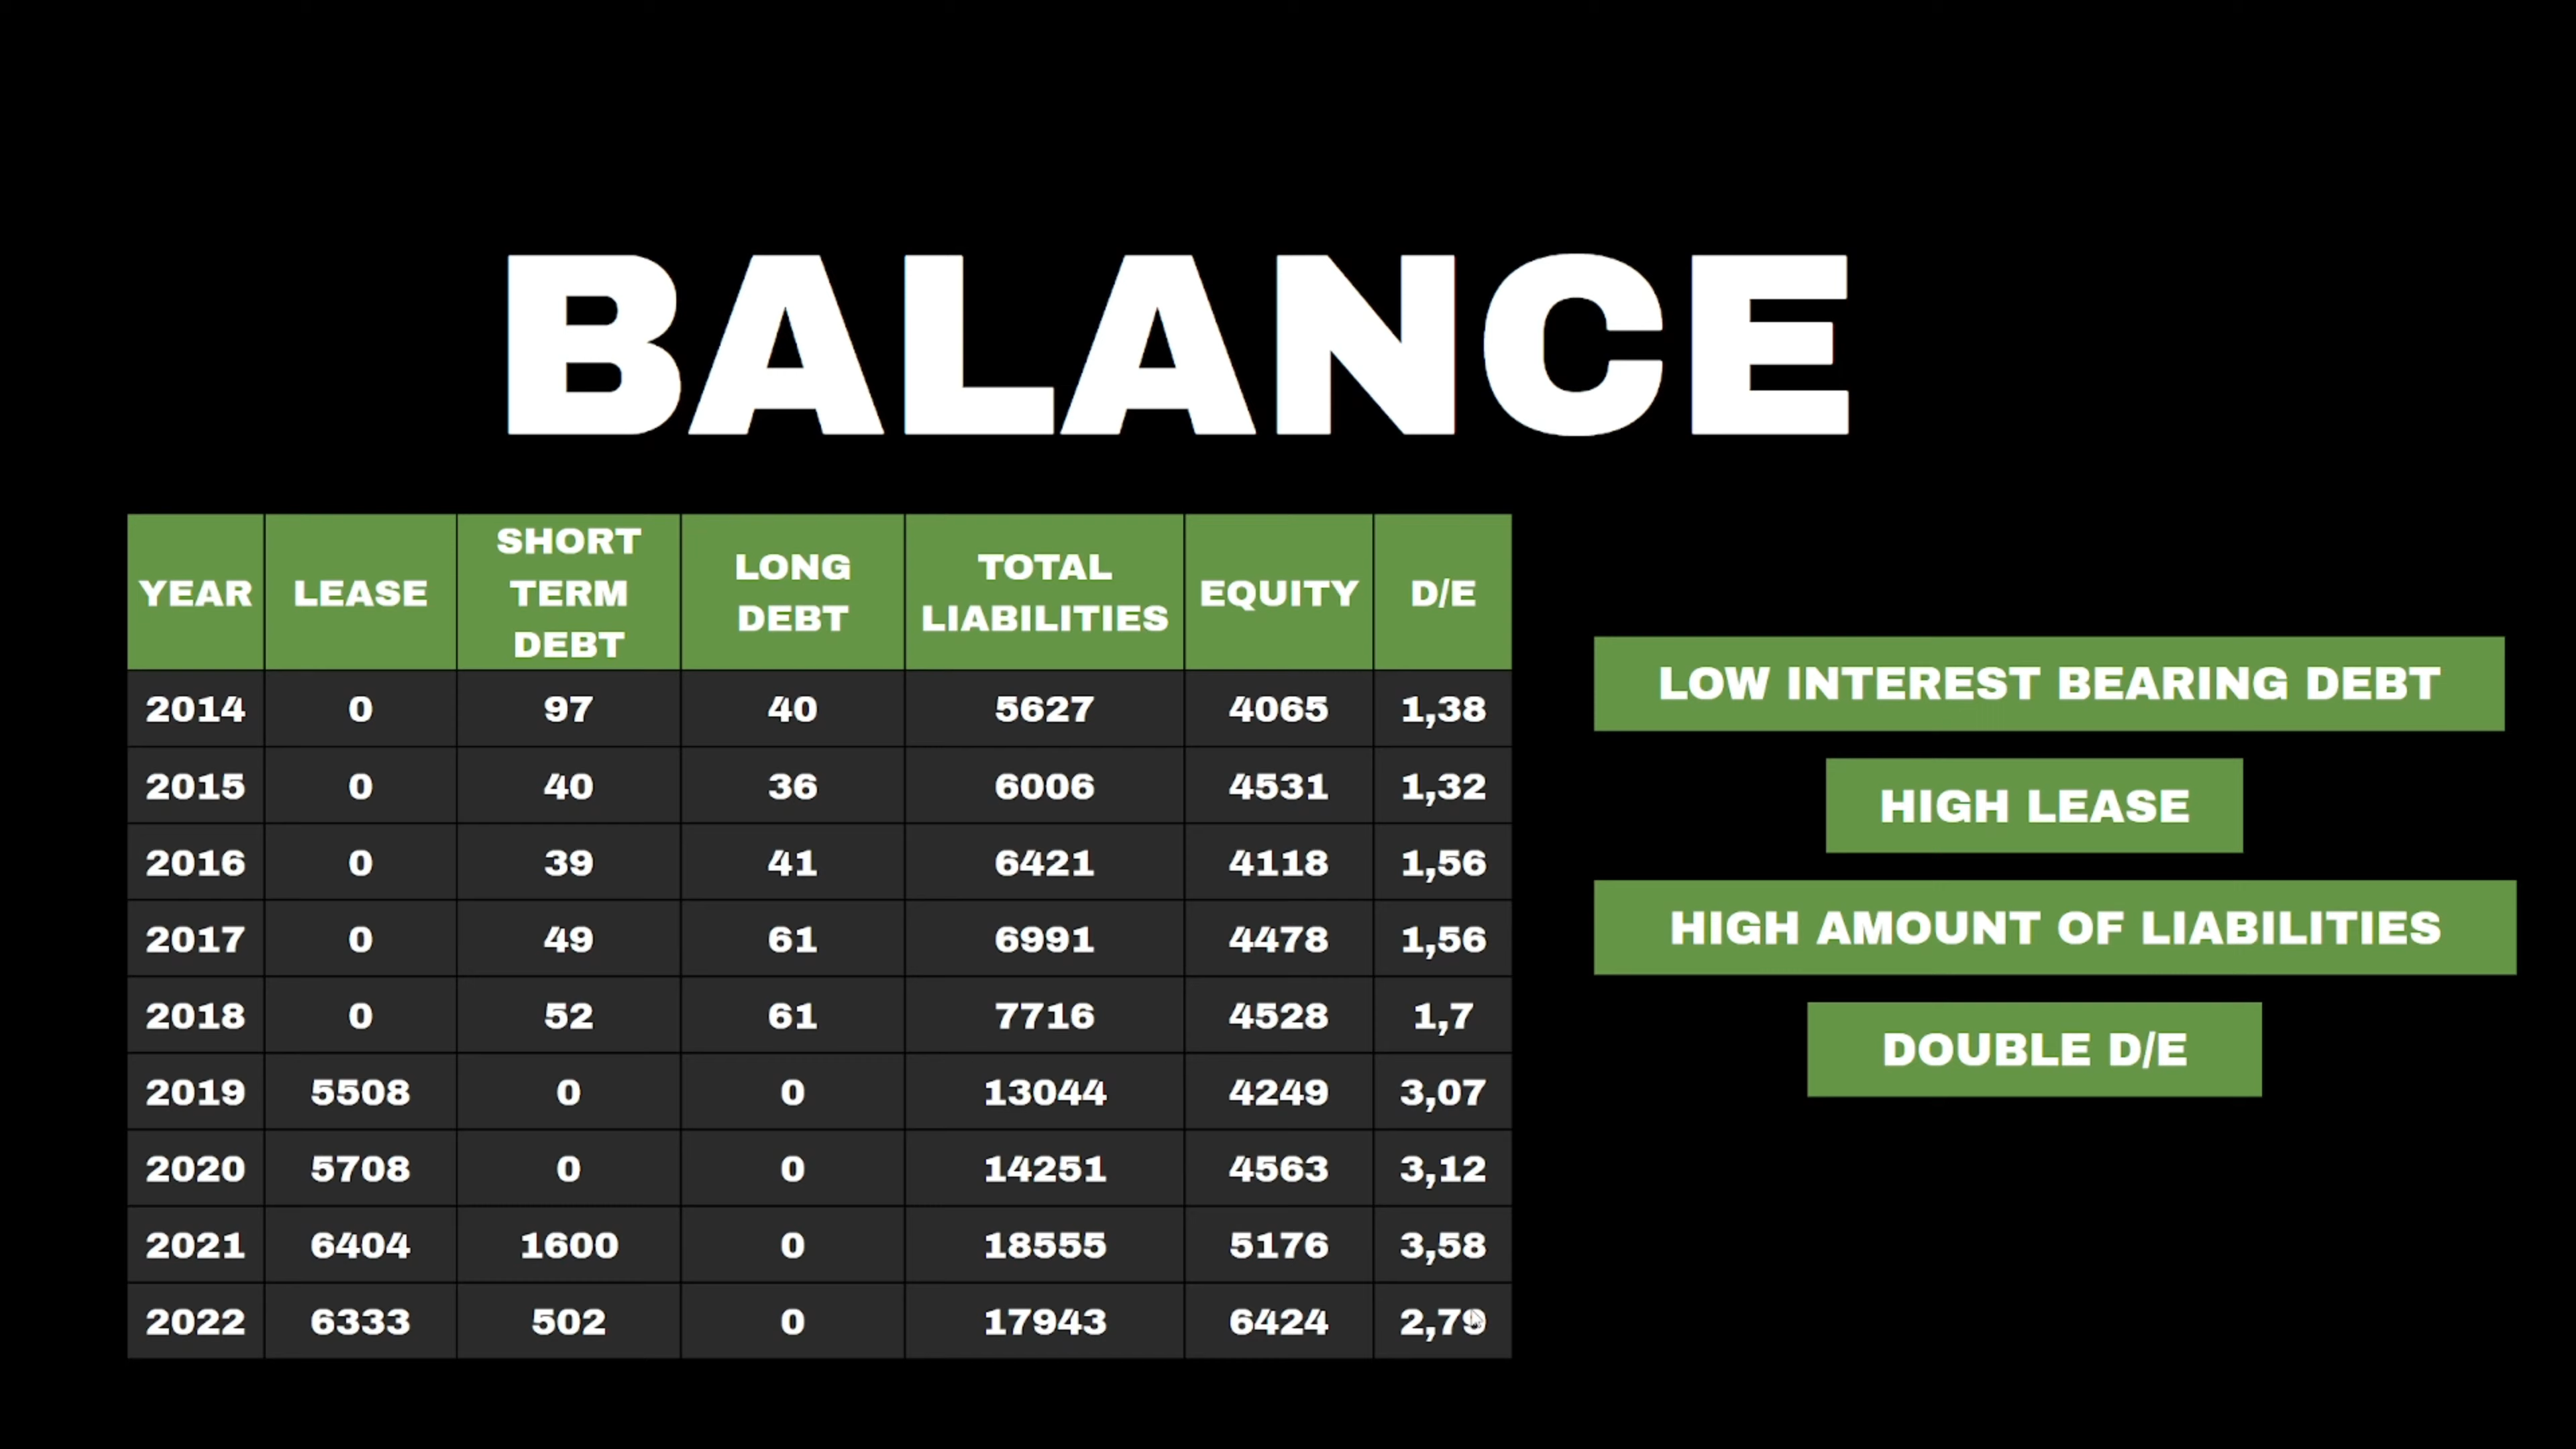 BALANCE
YEAR LEASE SHORT TERM DEBT LONG DEBT TOTAL LIABILITIES EQUITY D/E
2014 0 97 40 5627 4065 1,38
2015 0 40 36 6006 4531 1,32
2016 0 39 41 6421 4118 1,56
2017 0 49 61 6991 4478 1,56
2018 0 52 61 7716 4528 1,7
2019 5508 0 0 13044 4249 3,07
2020 5708 0 0 14251 4563 3,12
2021 6404 1600 0 18555 5176 3,58
2022 6333 502 0 17943 6424 2,79
LOW INTEREST BEARING DEBT
HIGH LEASE
HIGH AMOUNT OF LIABILITIES
DOUBLE D/E